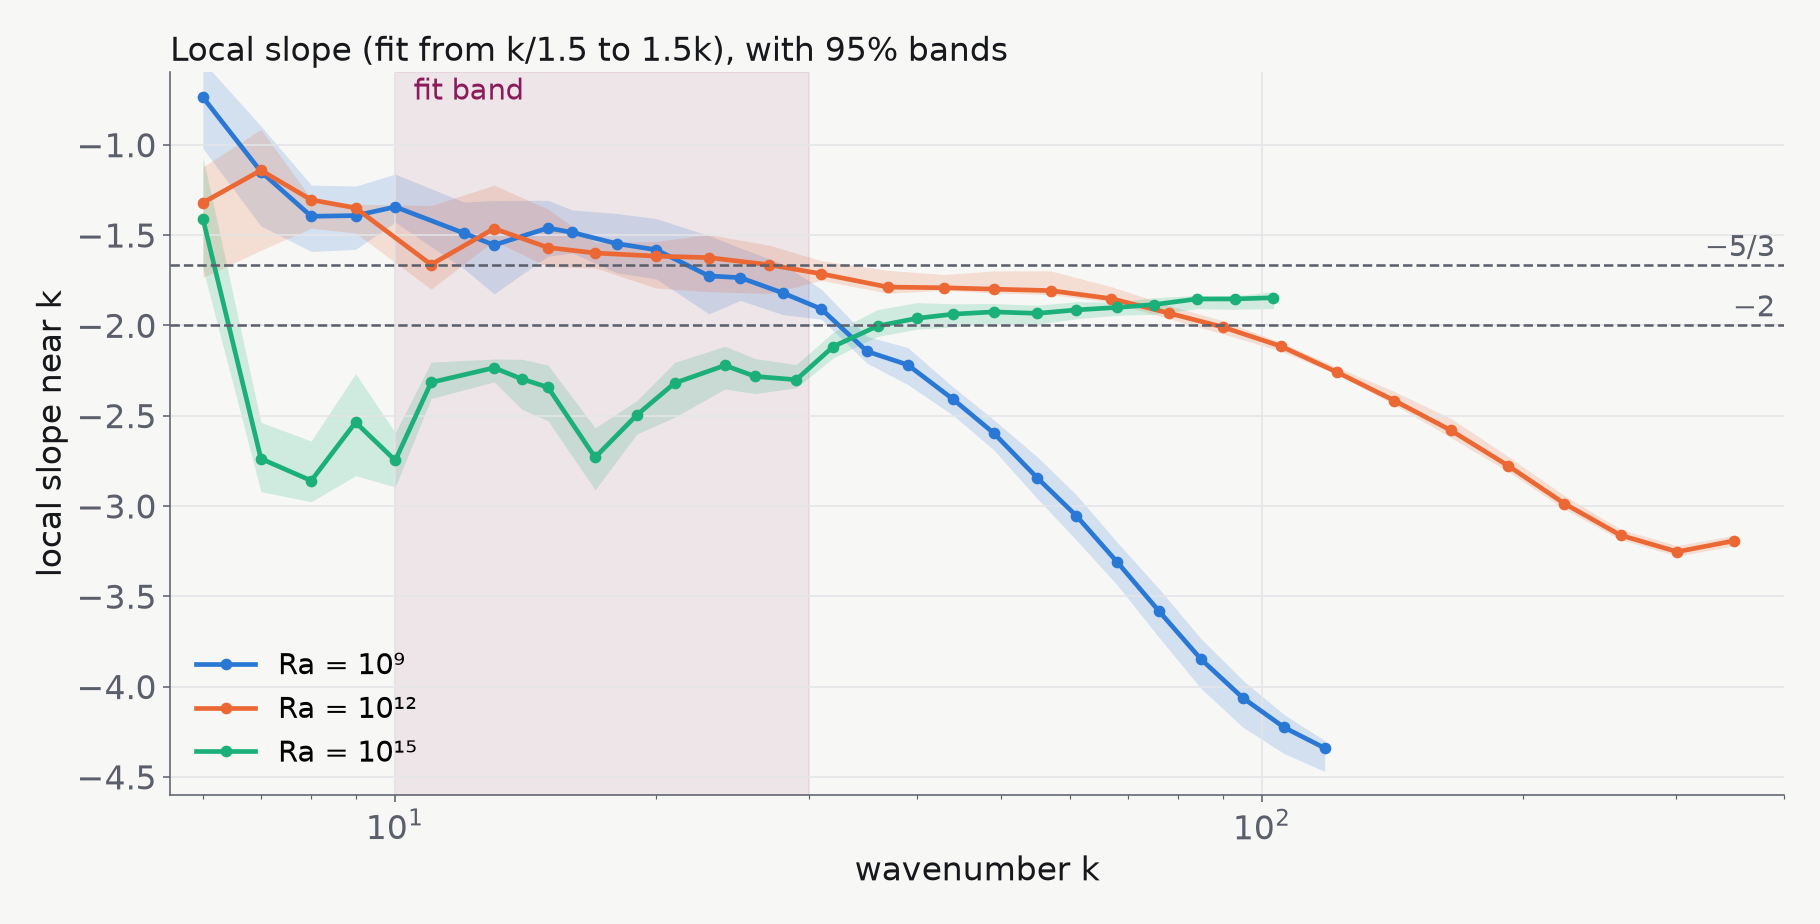 Local slope (fit from k/1.5 to 1.5k), with 95% bands
fit band
−1.0
−1.5
−2.0
−2.5
−3.0
−3.5
−4.0
−4.5
local slope near k
−5/3
−2
Ra = 10⁹
Ra = 10¹²
Ra = 10¹⁵
10¹
10²
wavenumber k